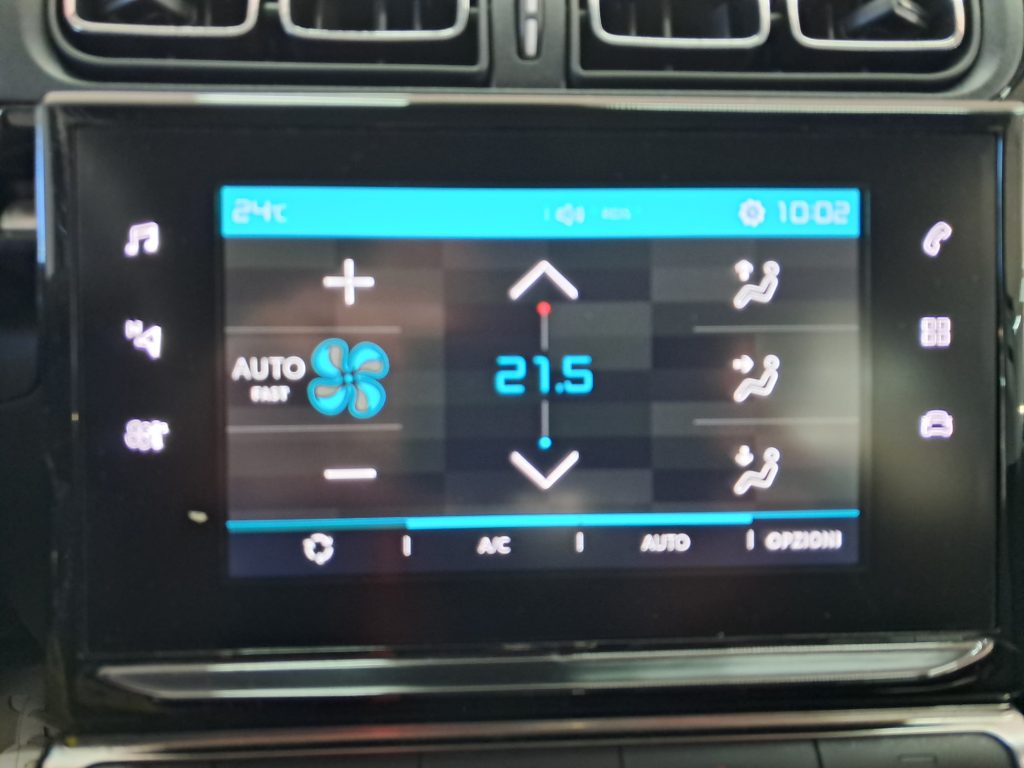 24°C 10:02
AUTO
FAST
21.5
A/C AUTO OPZIONI